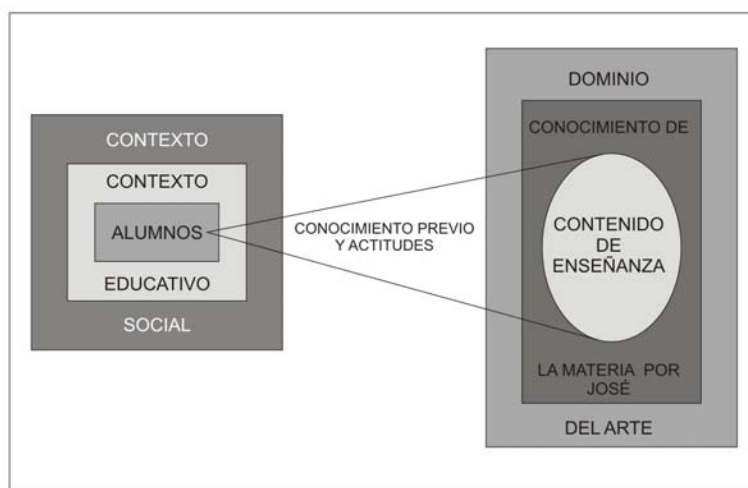 CONTEXTO
CONTEXTO
ALUMNOS
EDUCATIVO
SOCIAL
CONOCIMIENTO PREVIO
Y ACTITUDES
DOMINIO
CONOCIMIENTO DE
CONTENIDO
DE
ENSEÑANZA
LA MATERIA POR
JOSÉ
DEL ARTE